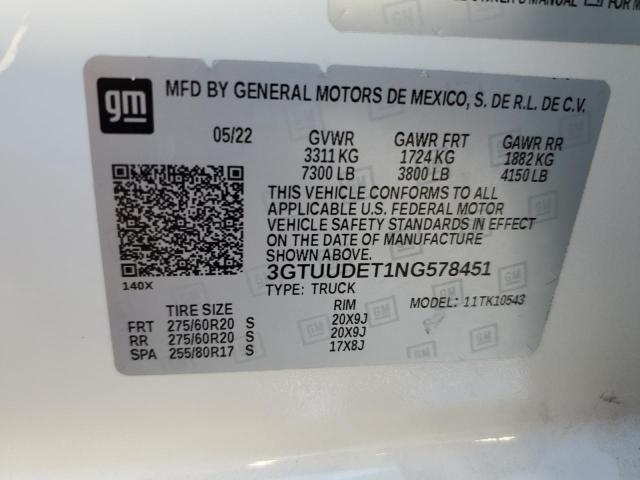 OWNER'S MANUAL
FOR M
gm
MFD BY GENERAL MOTORS DE MEXICO, S. DE R.L. DE C.V.
05/22 GVWR GAWR FRT GAWR RR
3311 KG 1724 KG 1882 KG
7300 LB 3800 LB 4150 LB
THIS VEHICLE CONFORMS TO ALL
APPLICABLE U.S. FEDERAL MOTOR
VEHICLE SAFETY STANDARDS IN EFFECT
ON THE DATE OF MANUFACTURE
SHOWN ABOVE.
3GTUUDET1NG578451
140X
TYPE: TRUCK MODEL: 11TK10543
TIRE SIZE RIM
FRT 275/60R20 S 20X9J
RR 275/60R20 S 20X9J
SPA 255/80R17 S 17X8J